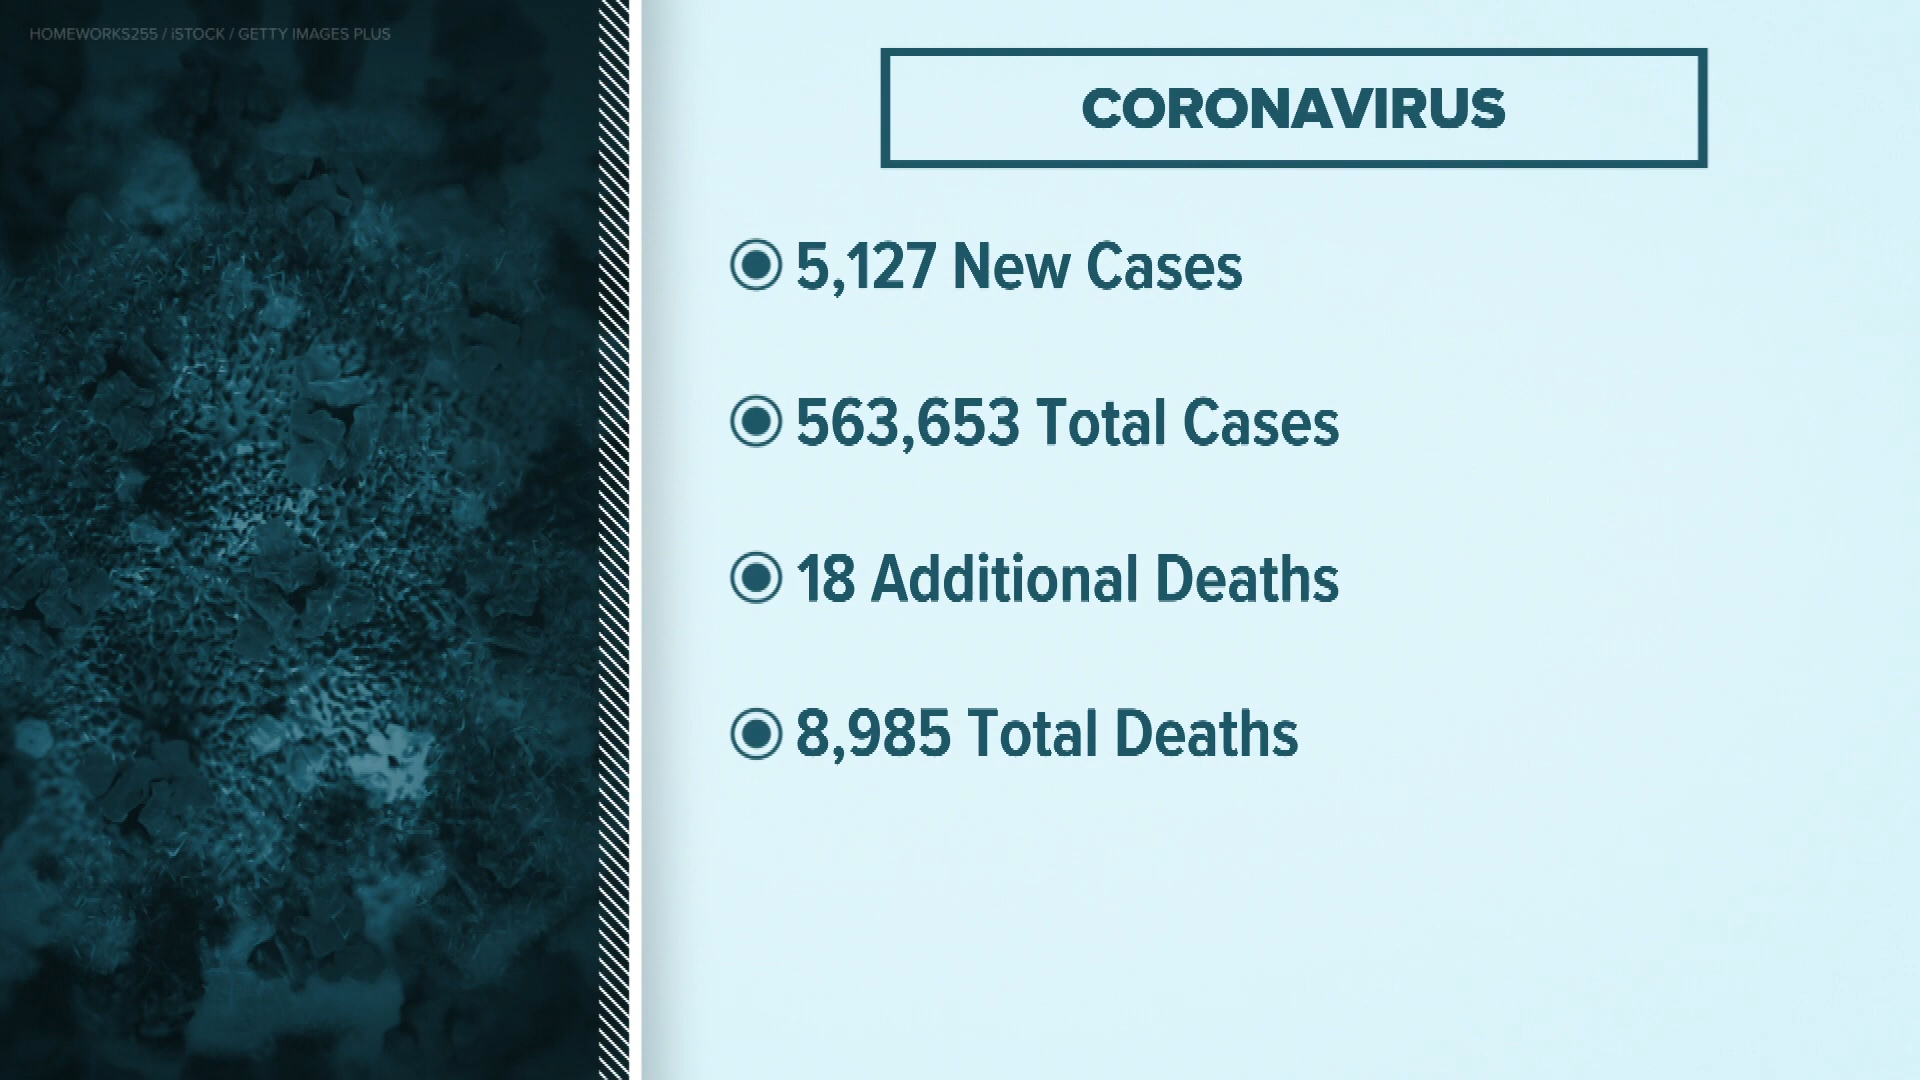 HOMEWORKS255 / iSTOCK / GETTY IMAGES PLUS
CORONAVIRUS
5,127 New Cases
563,653 Total Cases
18 Additional Deaths
8,985 Total Deaths